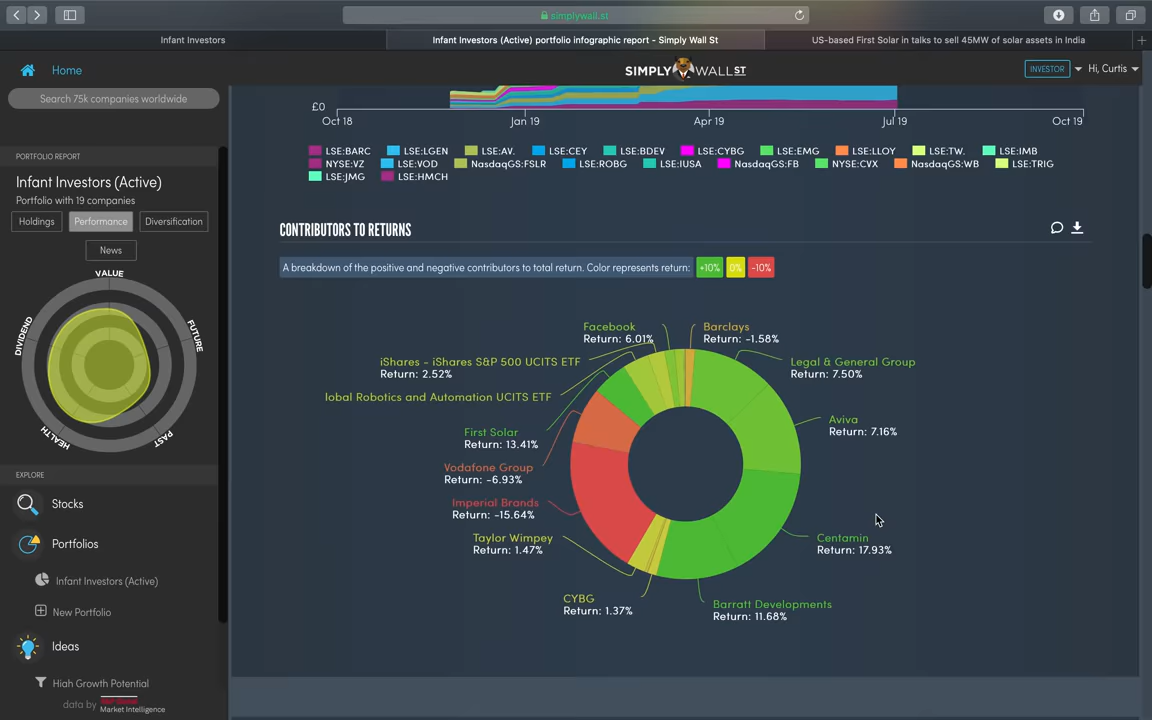 simplywall.st
Infant Investors
Infant Investors (Active) portfolio infographic report - Simply Wall St
US-based First Solar in talks to sell 45MW of solar assets in India
Home
SIMPLY WALL ST
INVESTOR
Hi, Curtis
Search 75k companies worldwide
PORTFOLIO REPORT
Infant Investors (Active)
Portfolio with 19 companies
Holdings
Performance
Diversification
News
VALUE
FUTURE
PAST
HEALTH
DIVIDEND
EXPLORE
Stocks
Portfolios
Infant Investors (Active)
New Portfolio
Ideas
High Growth Potential
data by
Market Intelligence
£0
Oct 18
Jan 19
Apr 19
Jul 19
Oct 19
LSE:BARC LSE:LGEN LSE:AV. LSE:CEY LSE:BDEV LSE:CYBG LSE:EMG LSE:LLOY LSE:TW. LSE:IMB
NYSE:VZ LSE:VOD NasdaqGS:FSLR LSE:ROBG LSE:IUSA NasdaqGS:FB NYSE:CVX NasdaqGS:WB LSE:TRIG
LSE:JMG LSE:HMCH
CONTRIBUTORS TO RETURNS
A breakdown of the positive and negative contributors to total return. Color represents return: +10% 0% -10%
Facebook
Return: 6.01%
Barclays
Return: -1.58%
iShares - iShares S&P 500 UCITS ETF
Return: 2.52%
Legal & General Group
Return: 7.50%
lobal Robotics and Automation UCITS ETF
Aviva
Return: 7.16%
First Solar
Return: 13.41%
Vodafone Group
Return: -6.93%
Imperial Brands
Return: -15.64%
Taylor Wimpey
Return: 1.47%
Centamin
Return: 17.93%
CYBG
Return: 1.37%
Barratt Developments
Return: 11.68%